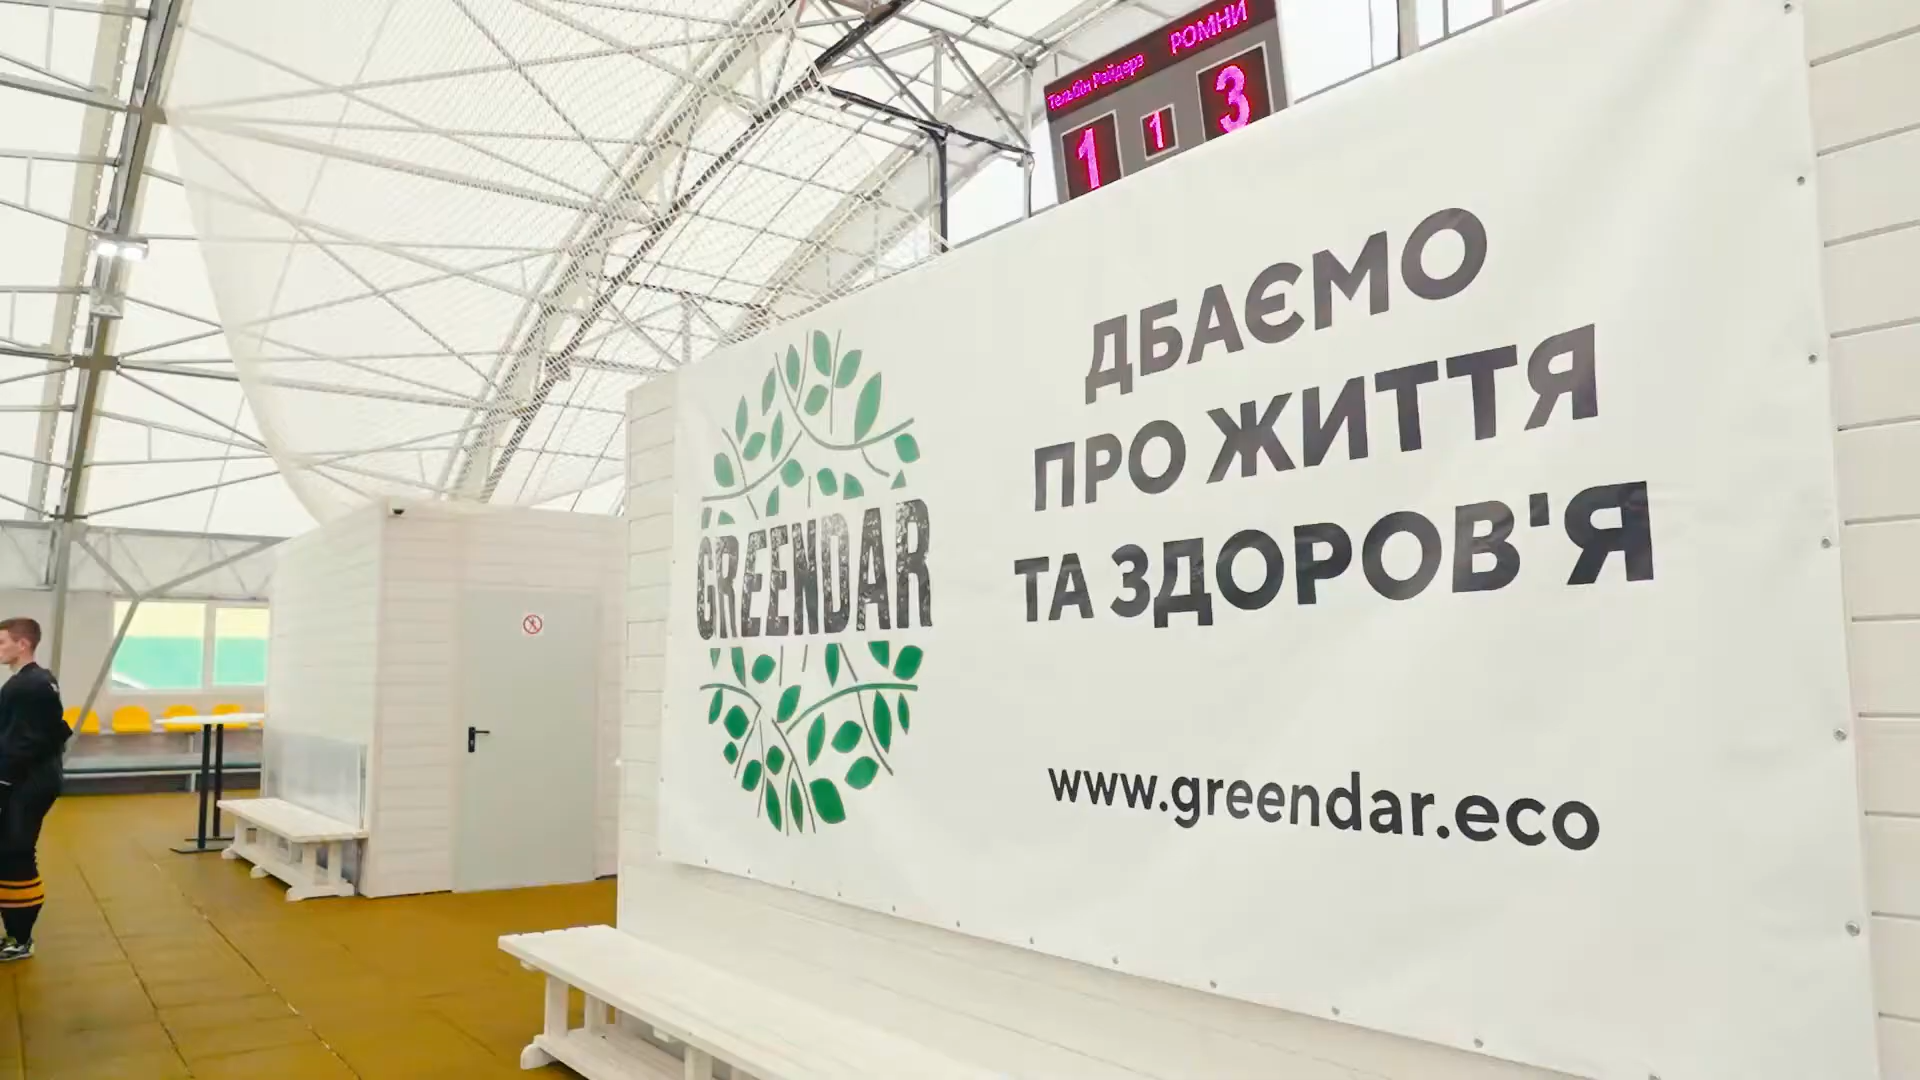 Тельбін Райдерз РОМНИ
1 1 3
GREENDAR
ДБАЄМО
ПРО ЖИТТЯ
ТА ЗДОРОВ'Я
www.greendar.eco